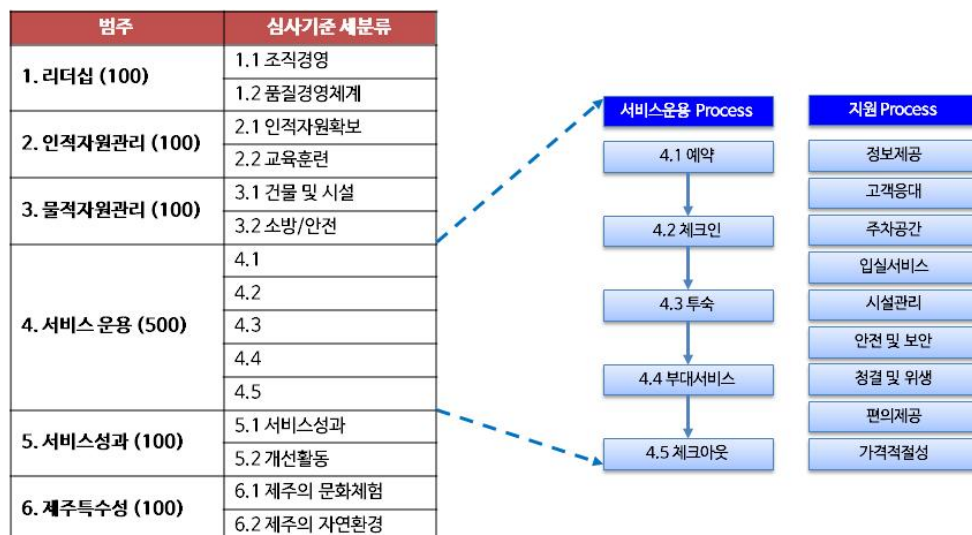 범주
심사기준 세분류
1. 리더십 (100)
1.1 조직경영
1.2 품질경영체계
2. 인적자원관리 (100)
2.1 인적자원확보
2.2 교육훈련
3. 물적자원관리 (100)
3.1 건물 및 시설
3.2 소방/안전
4. 서비스 운용 (500)
4.1
4.2
4.3
4.4
4.5
5. 서비스성과 (100)
5.1 서비스성과
5.2 개선활동
6. 제주특수성 (100)
6.1 제주의 문화체험
6.2 제주의 자연환경
서비스운용 Process
4.1 예약
4.2 체크인
4.3 투숙
4.4 부대서비스
4.5 체크아웃
지원 Process
정보제공
고객응대
주차공간
입실서비스
시설관리
안전 및 보안
청결 및 위생
편의제공
가격적절성